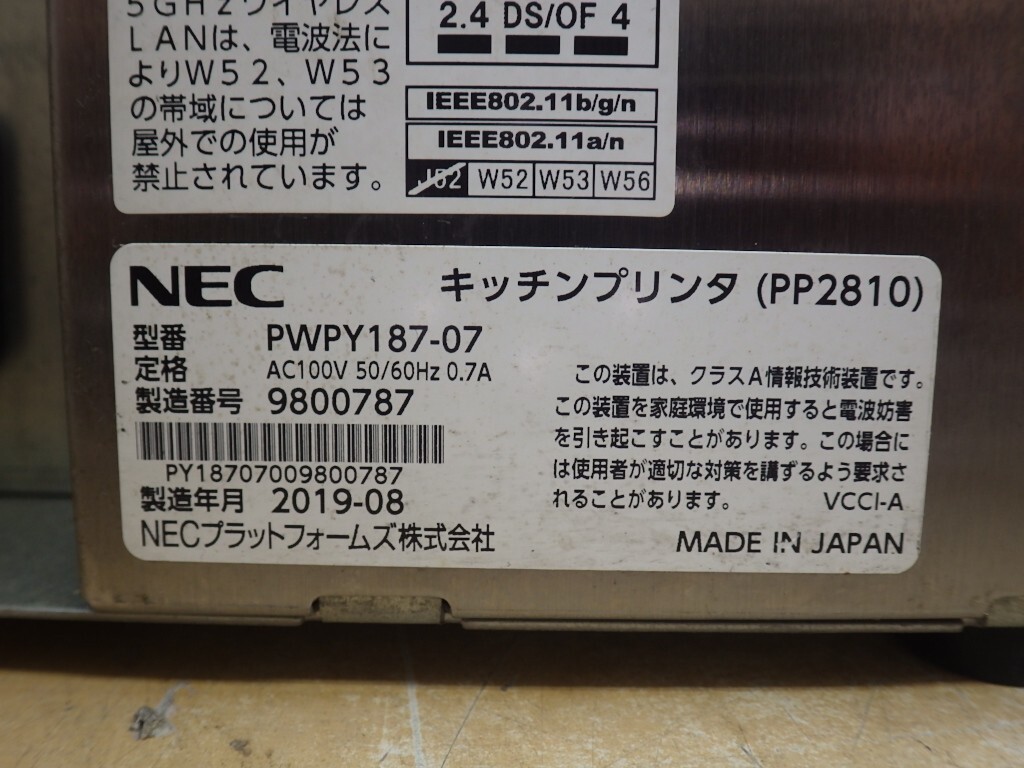 5GHzワイヤレス
LANは、電波法に
よりW52、W53
の帯域については
屋外での使用が
禁止されています。
2.4 DS/OF 4
IEEE802.11b/g/n
IEEE802.11a/n
J52 W52 W53 W56
NEC キッチンプリンタ (PP2810)
型番 PWPY187-07
定格 AC100V 50/60Hz 0.7A
製造番号 9800787
PY18707009800787
製造年月 2019-08
NECプラットフォームズ株式会社
この装置は、クラスA情報技術装置です。
この装置を家庭環境で使用すると電波妨害
を引き起こすことがあります。この場合に
は使用者が適切な対策を講ずるよう要求さ
れることがあります。 VCCI-A
MADE IN JAPAN